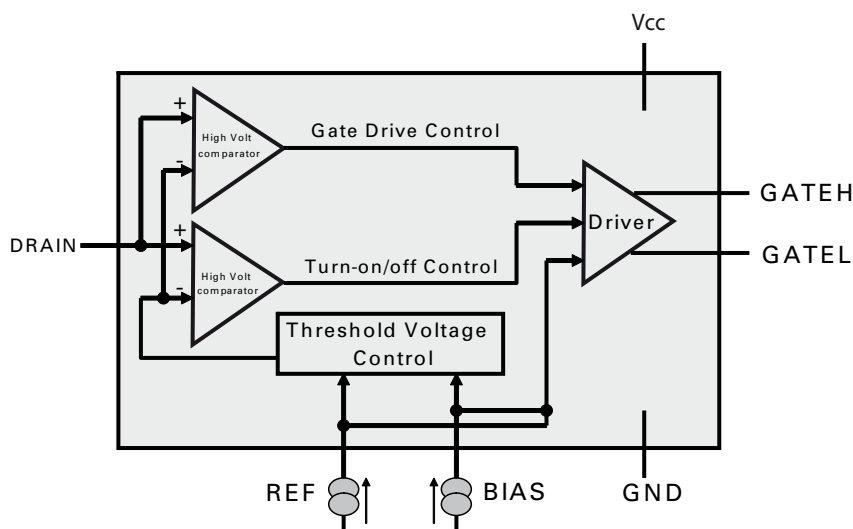 Vcc
+
High Volt
comparator
-
Gate Drive Control
GATEH
Driver
DRAIN
+
High Volt
comparator
-
Turn-on/off Control
GATEL
Threshold Voltage
Control
REF
BIAS
GND